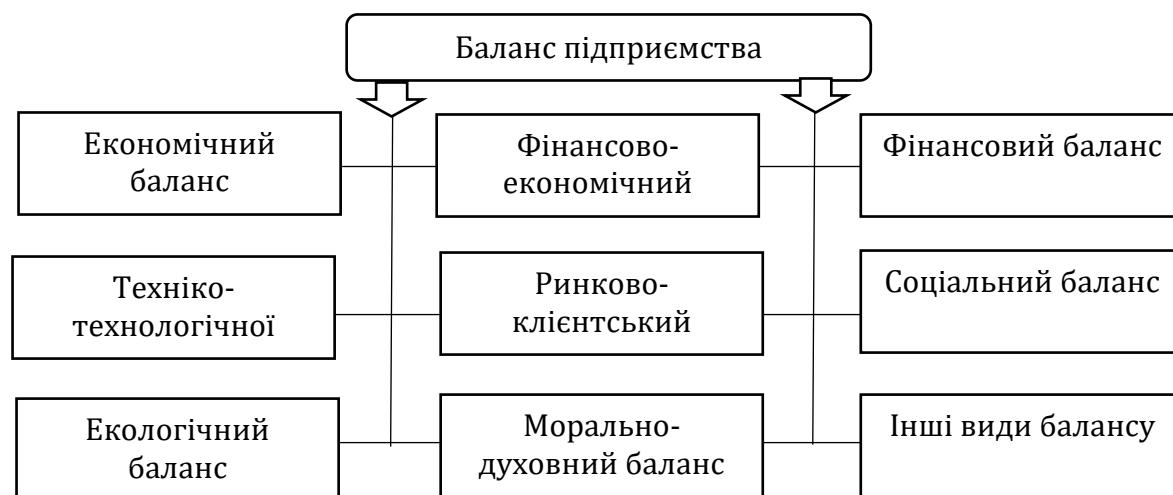 Баланс підприємства
Економічний
баланс
Фінансово-
економічний
Фінансовий баланс
Техніко-
технологічної
Ринково-
клієнтський
Соціальний баланс
Екологічний
баланс
Морально-
духовний баланс
Інші види балансу